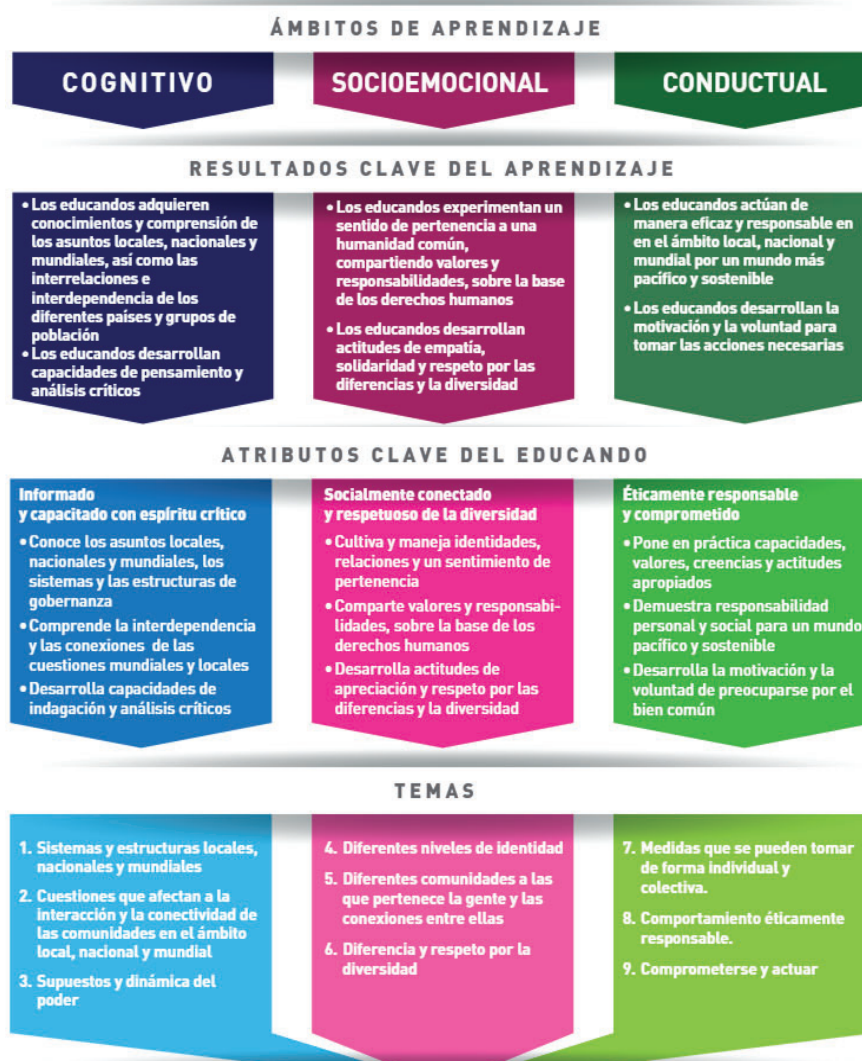 ÁMBITOS DE APRENDIZAJE
COGNITIVO
SOCIOEMOCIONAL
CONDUCTUAL
RESULTADOS CLAVE DEL APRENDIZAJE
• Los educandos adquieren
conocimientos y comprensión de
los asuntos locales, nacionales y
mundiales, así como las
interrelaciones e
interdependencia de los
diferentes países y grupos de
población
• Los educandos desarrollan
capacidades de pensamiento y
análisis críticos
• Los educandos experimentan un
sentido de pertenencia a una
humanidad común,
compartiendo valores y
responsabilidades, sobre la base
de los derechos humanos
• Los educandos desarrollan
actitudes de empatía,
solidaridad y respeto por las
diferencias y la diversidad
• Los educandos actúan de
manera eficaz y responsable en
en el ámbito local, nacional y
mundial por un mundo más
pacífico y sostenible
• Los educandos desarrollan la
motivación y la voluntad para
tomar las acciones necesarias
ATRIBUTOS CLAVE DEL EDUCANDO
Informado
y capacitado con espíritu crítico
• Conoce los asuntos locales,
nacionales y mundiales, los
sistemas y las estructuras de
gobernanza
• Comprende la interdependencia
y las conexiones de las
cuestiones mundiales y locales
• Desarrolla capacidades de
indagación y análisis críticos
Socialmente conectado
y respetuoso de la diversidad
• Cultiva y maneja identidades,
relaciones y un sentimiento de
pertenencia
• Comparte valores y responsabi-
lidades, sobre la base de los
derechos humanos
• Desarrolla actitudes de
apreciación y respeto por las
diferencias y la diversidad
Éticamente responsable
y comprometido
• Pone en práctica capacidades,
valores, creencias y actitudes
apropiados
• Demuestra responsabilidad
personal y social para un mundo
pacífico y sostenible
• Desarrolla la motivación y la
voluntad de preocuparse por el
bien común
TEMAS
1. Sistemas y estructuras locales,
nacionales y mundiales
2. Cuestiones que afectan a la
interacción y la conectividad de
las comunidades en el ámbito
local, nacional y mundial
3. Supuestos y dinámica del
poder
4. Diferentes niveles de identidad
5. Diferentes comunidades a las
que pertenece la gente y las
conexiones entre ellas
6. Diferencia y respeto por la
diversidad
7. Medidas que se pueden tomar
de forma individual y
colectiva.
8. Comportamiento éticamente
responsable.
9. Comprometerse y actuar